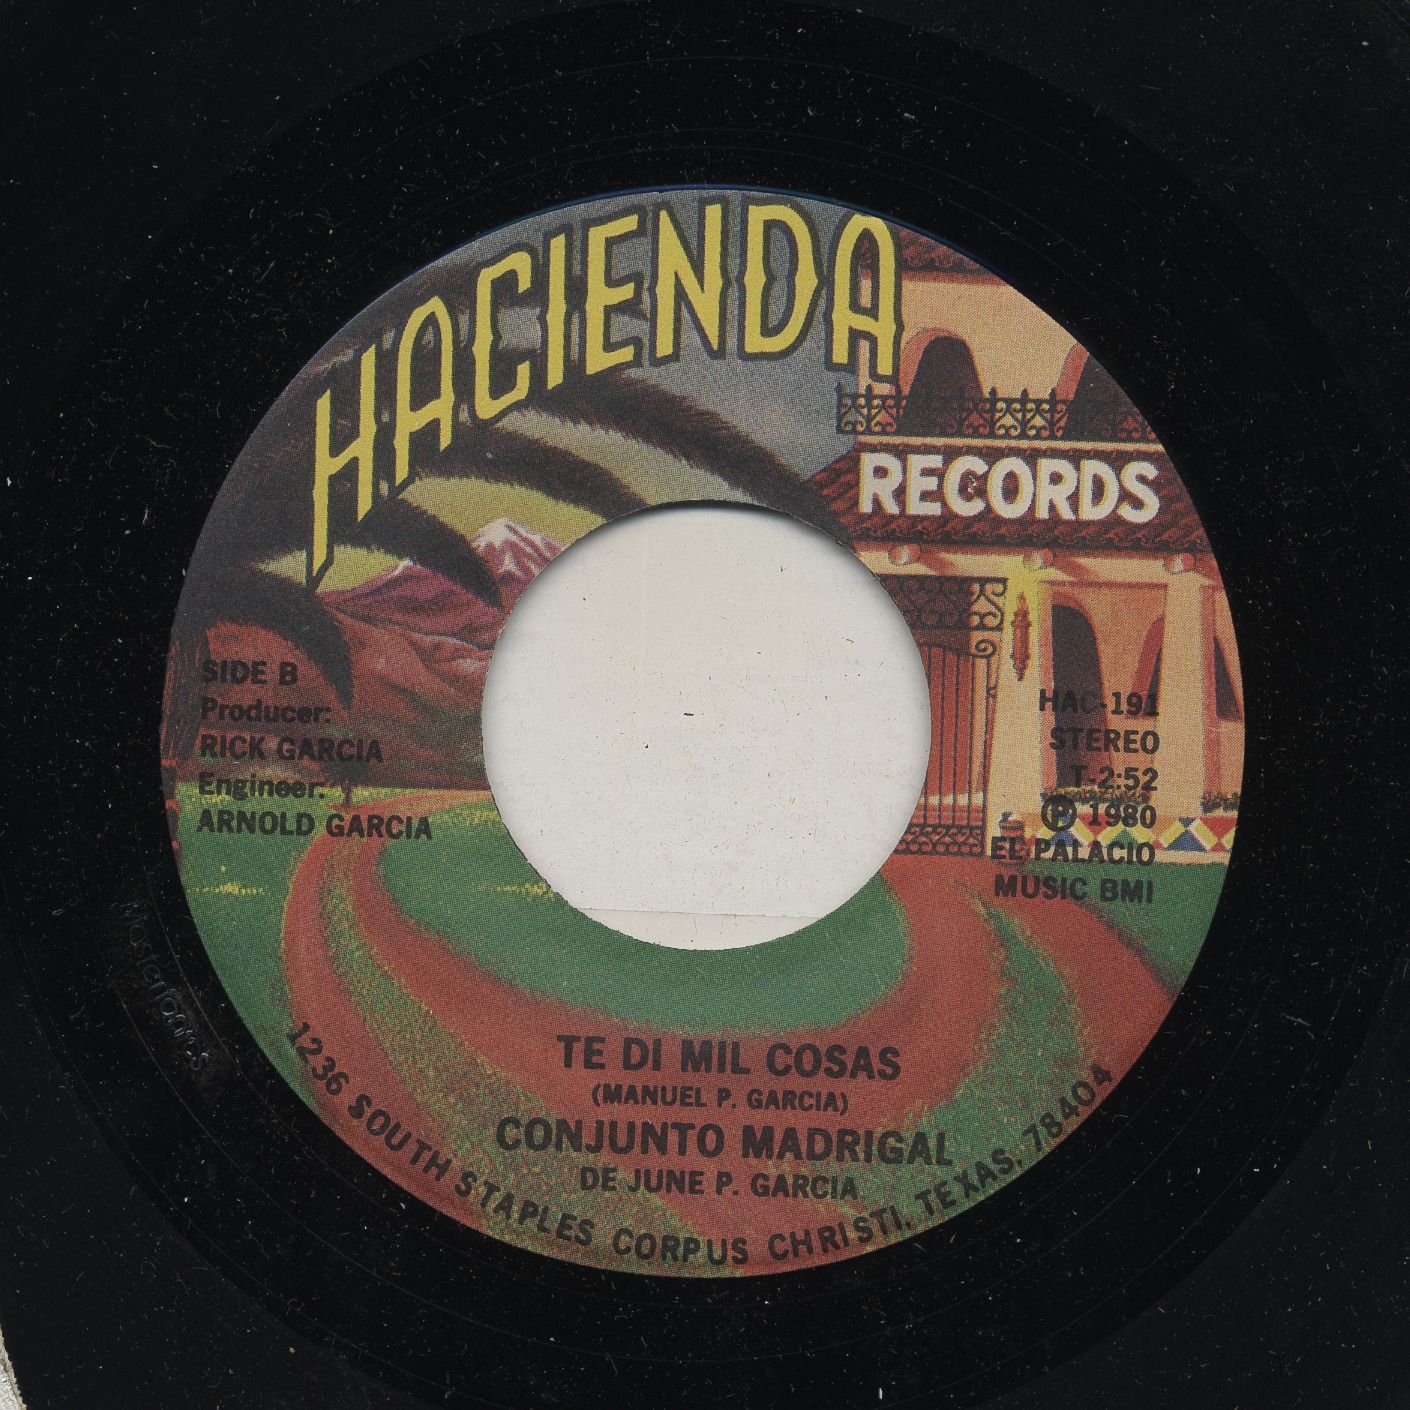 HACIENDA
RECORDS
SIDE B
Producer:
RICK GARCIA
Engineer:
ARNOLD GARCIA
HAC-191
STEREO
T-2:52
Ⓟ 1980
EL PALACIO
MUSIC BMI
TE DI MIL COSAS
(MANUEL P. GARCIA)
CONJUNTO MADRIGAL
DE JUNE P. GARCIA
1236 SOUTH STAPLES CORPUS CHRISTI, TEXAS. 78404